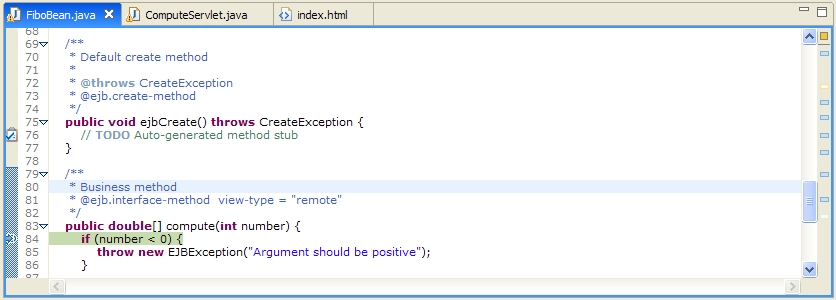 FiboBean.java ComputeServlet.java index.html
68
69 /**
70 * Default create method
71 *
72 * @throws CreateException
73 * @ejb.create-method
74 */
75 public void ejbCreate() throws CreateException {
76 // TODO Auto-generated method stub
77 }
78
79 /**
80 * Business method
81 * @ejb.interface-method view-type = "remote"
82 */
83 public double[] compute(int number) {
84 if (number < 0) {
85 throw new EJBException("Argument should be positive");
86 }
87